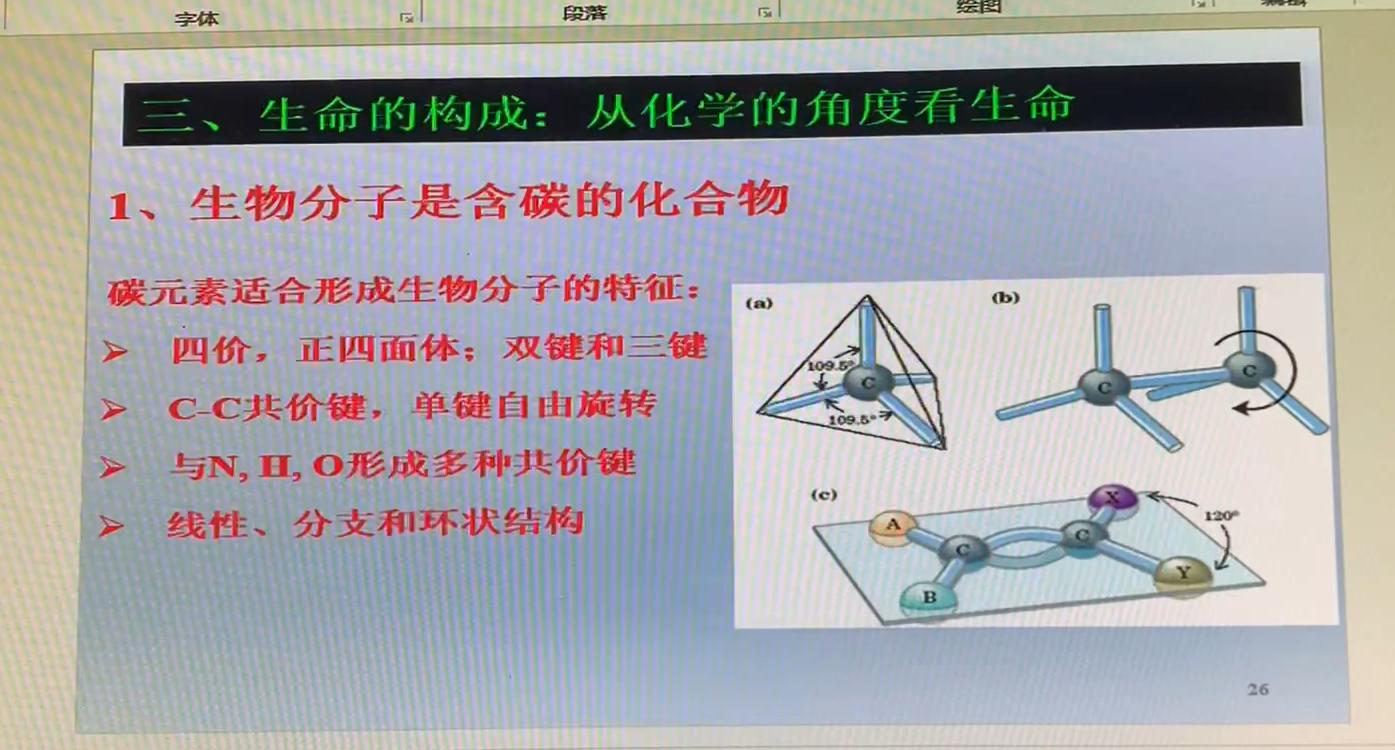 字体
段落
绘图
三、生命的构成：从化学的角度看生命
1、生物分子是含碳的化合物
碳元素适合形成生物分子的特征：
➢ 四价，正四面体；双键和三键
➢ C-C共价键，单键自由旋转
➢ 与N, H, O形成多种共价键
➢ 线性、分支和环状结构
(a)
109.5°
C
109.5°
(b)
C
C
(c)
A
B
C
C
X
Y
120°
26